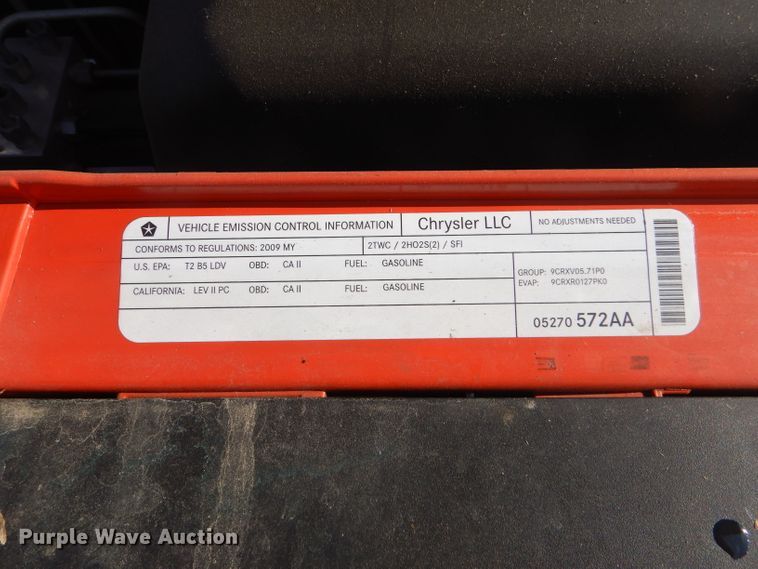 VEHICLE EMISSION CONTROL INFORMATION Chrysler LLC NO ADJUSTMENTS NEEDED
CONFORMS TO REGULATIONS: 2009 MY 2TWC / 2HO2S(2) / SFI
U.S. EPA: T2 B5 LDV OBD: CA II FUEL: GASOLINE
CALIFORNIA: LEV II PC OBD: CA II FUEL: GASOLINE
GROUP: 9CRXV05.71P0
EVAP: 9CRXR0127PK0
05270 572AA
Purple Wave Auction